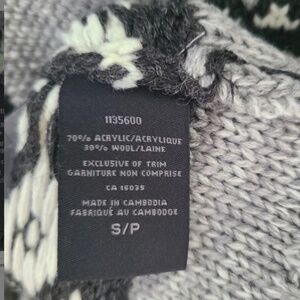 1135600
70% ACRYLIC/ACRYLIQUE
30% WOOL/LAINE
EXCLUSIVE OF TRIM
GARNITURE NON COMPRISE
CA 16035
MADE IN CAMBODIA
FABRIQUÉ AU CAMBODGE
S/P